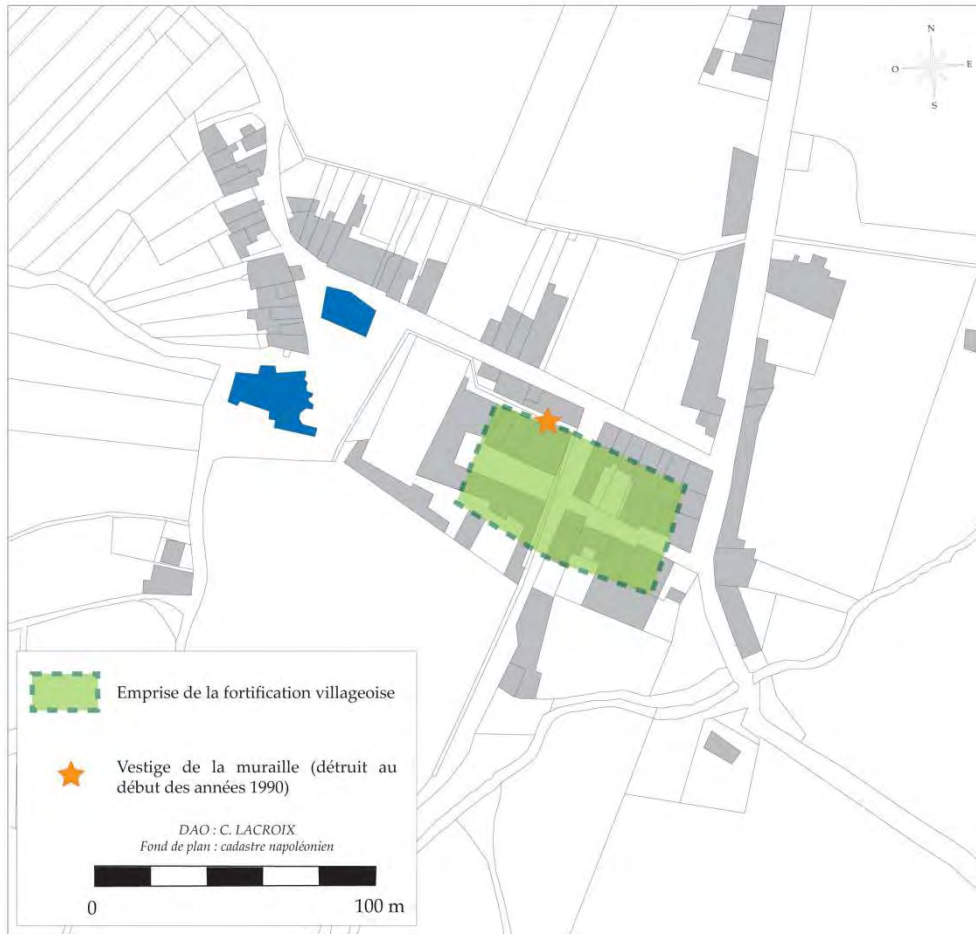 N
O
E
S
Emprise de la fortification villageoise
Vestige de la muraille (détruit au
début des années 1990)
DAO : C. LACROIX
Fond de plan : cadastre napoléonien
0
100 m